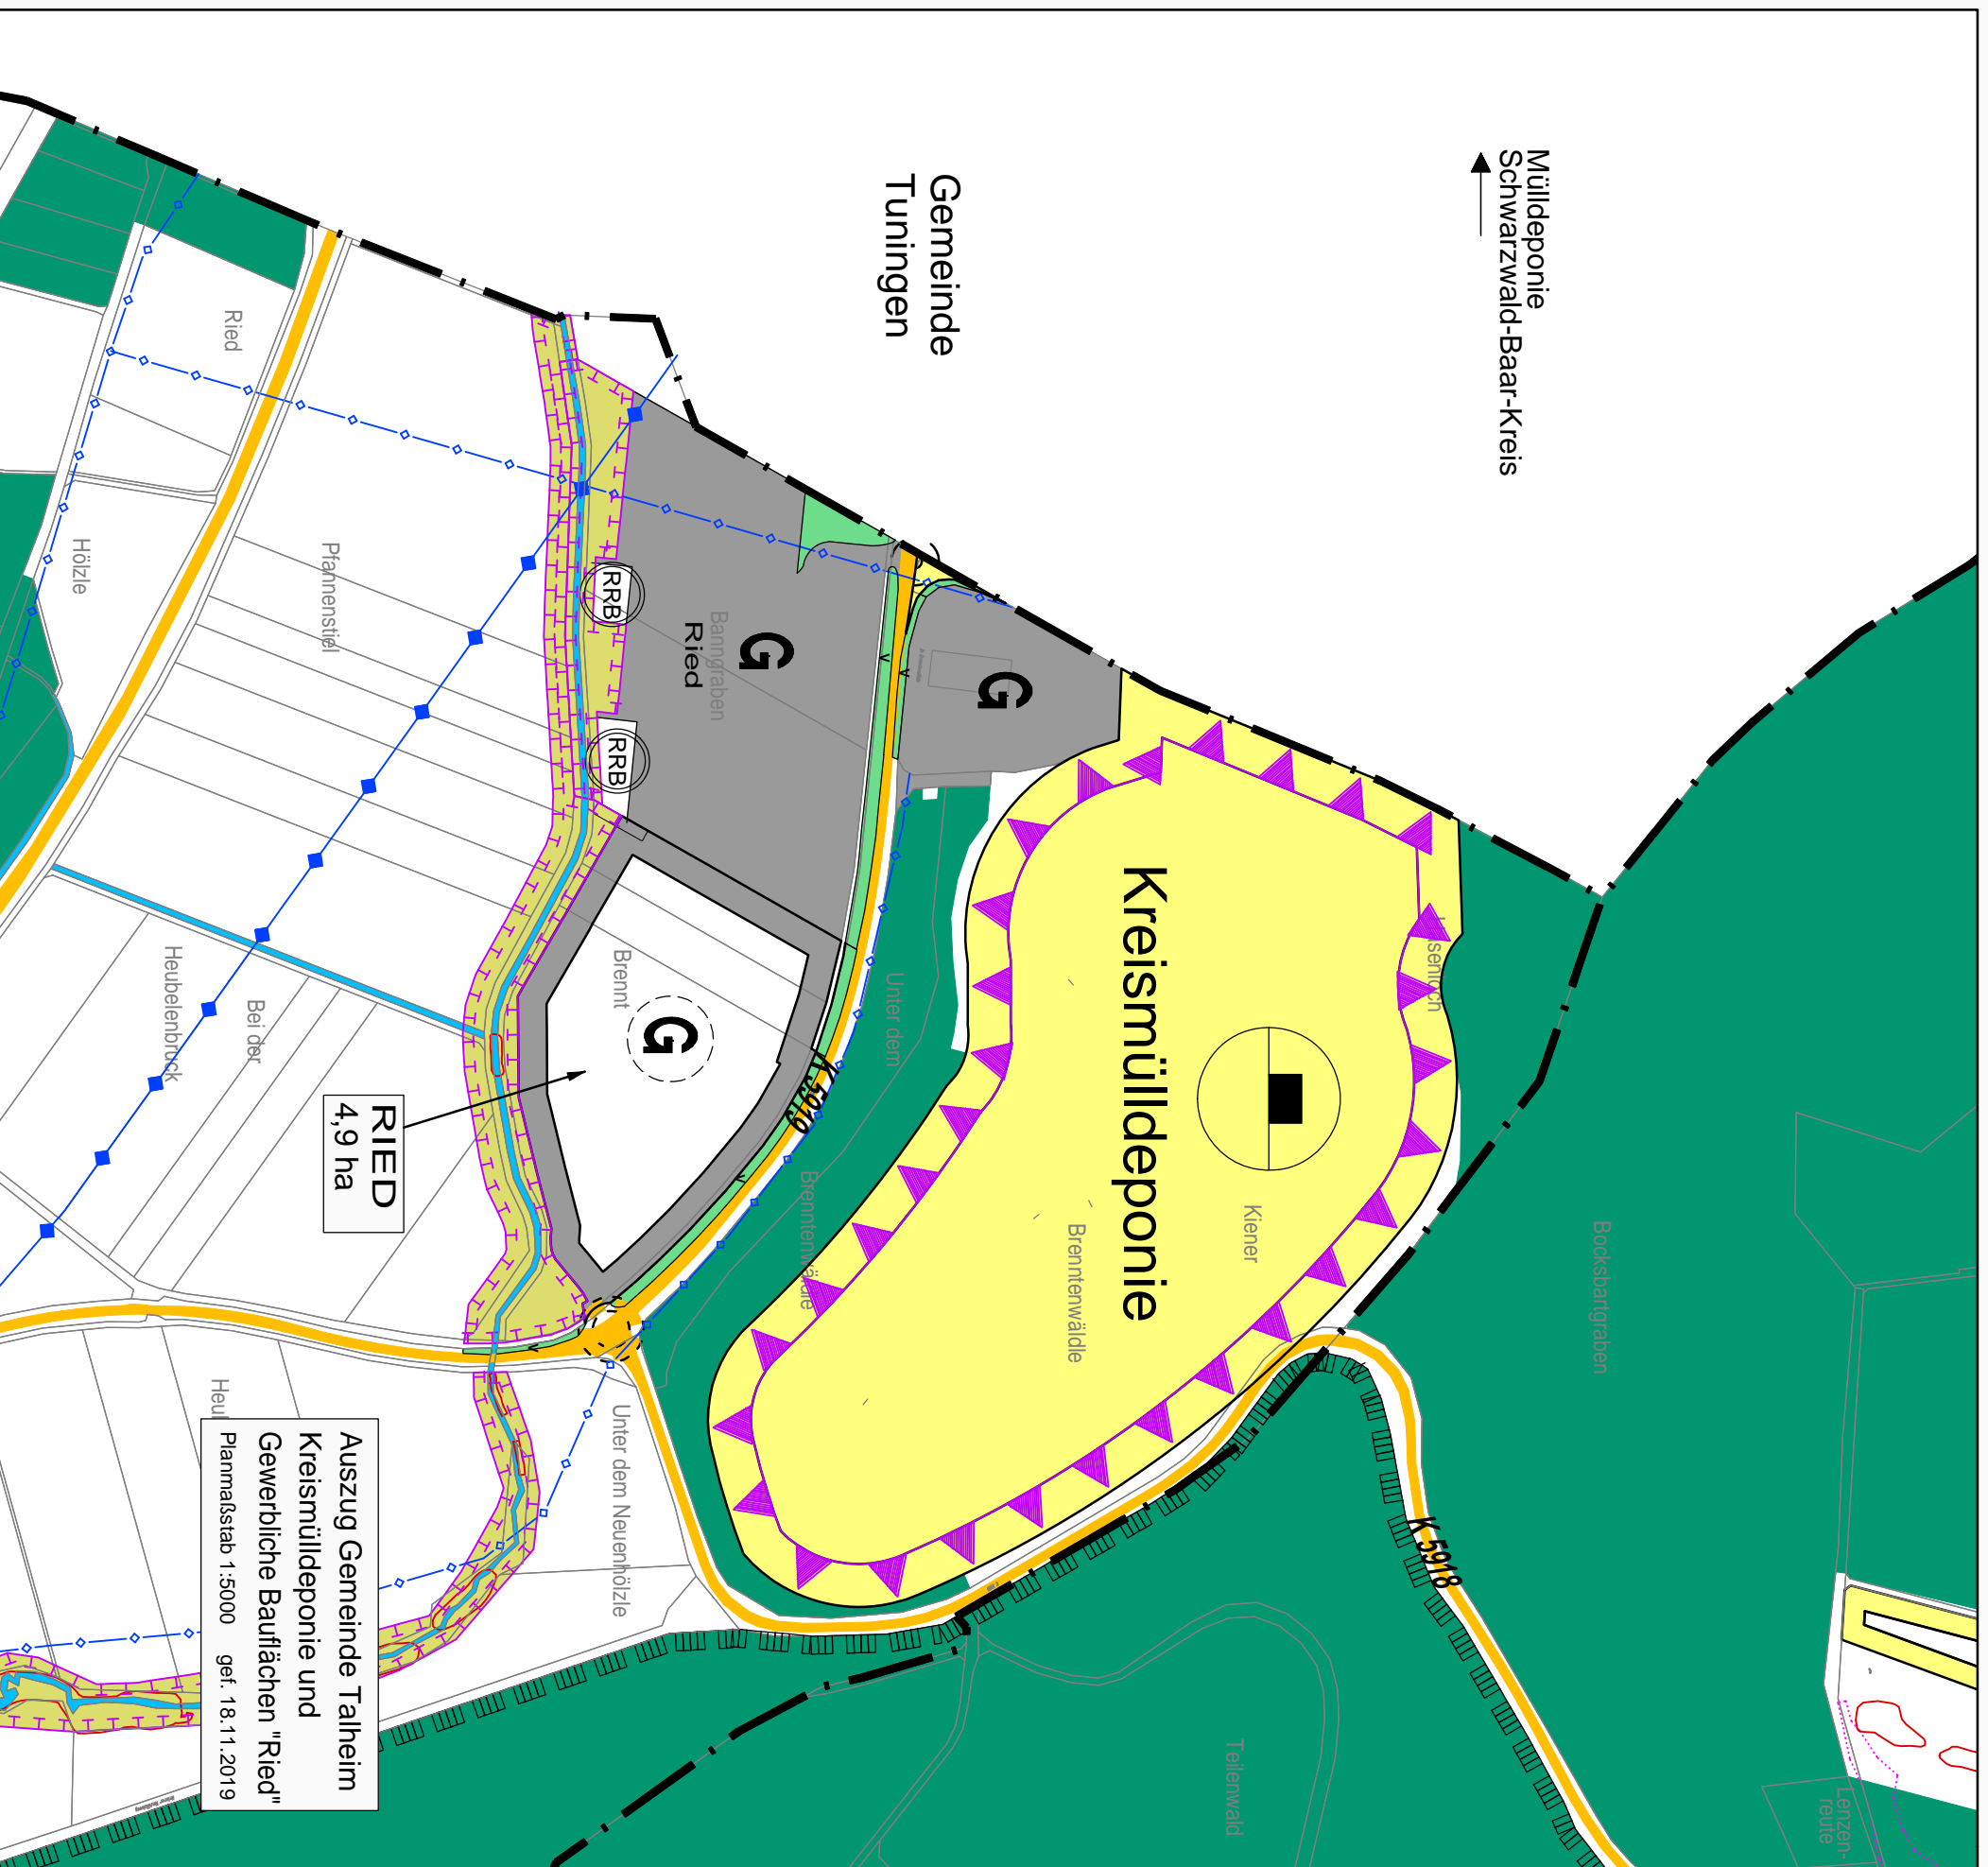 Mülldeponie
Schwarzwald-Baar-Kreis
Gemeinde
Tuningen
Kreismülldeponie
Kiener
Brenntenwäldle
Bocksbartgraben
K 5918
Teilenwald
Lenzen-
reute
G
G
Ried
Banngraben
RRB
RRB
Unter dem
Brenntenwäldle
K 5919
Brennt
G
RIED
4,9 ha
Ried
Hölzle
Pfannenstiel
Bei der
Heubelenbruck
Unter dem Neuenhölzle
Auszug Gemeinde Talheim
Kreismülldeponie und
Gewerbliche Bauflächen "Ried"
Planmaßstab 1:5000 gef. 18.11.2019